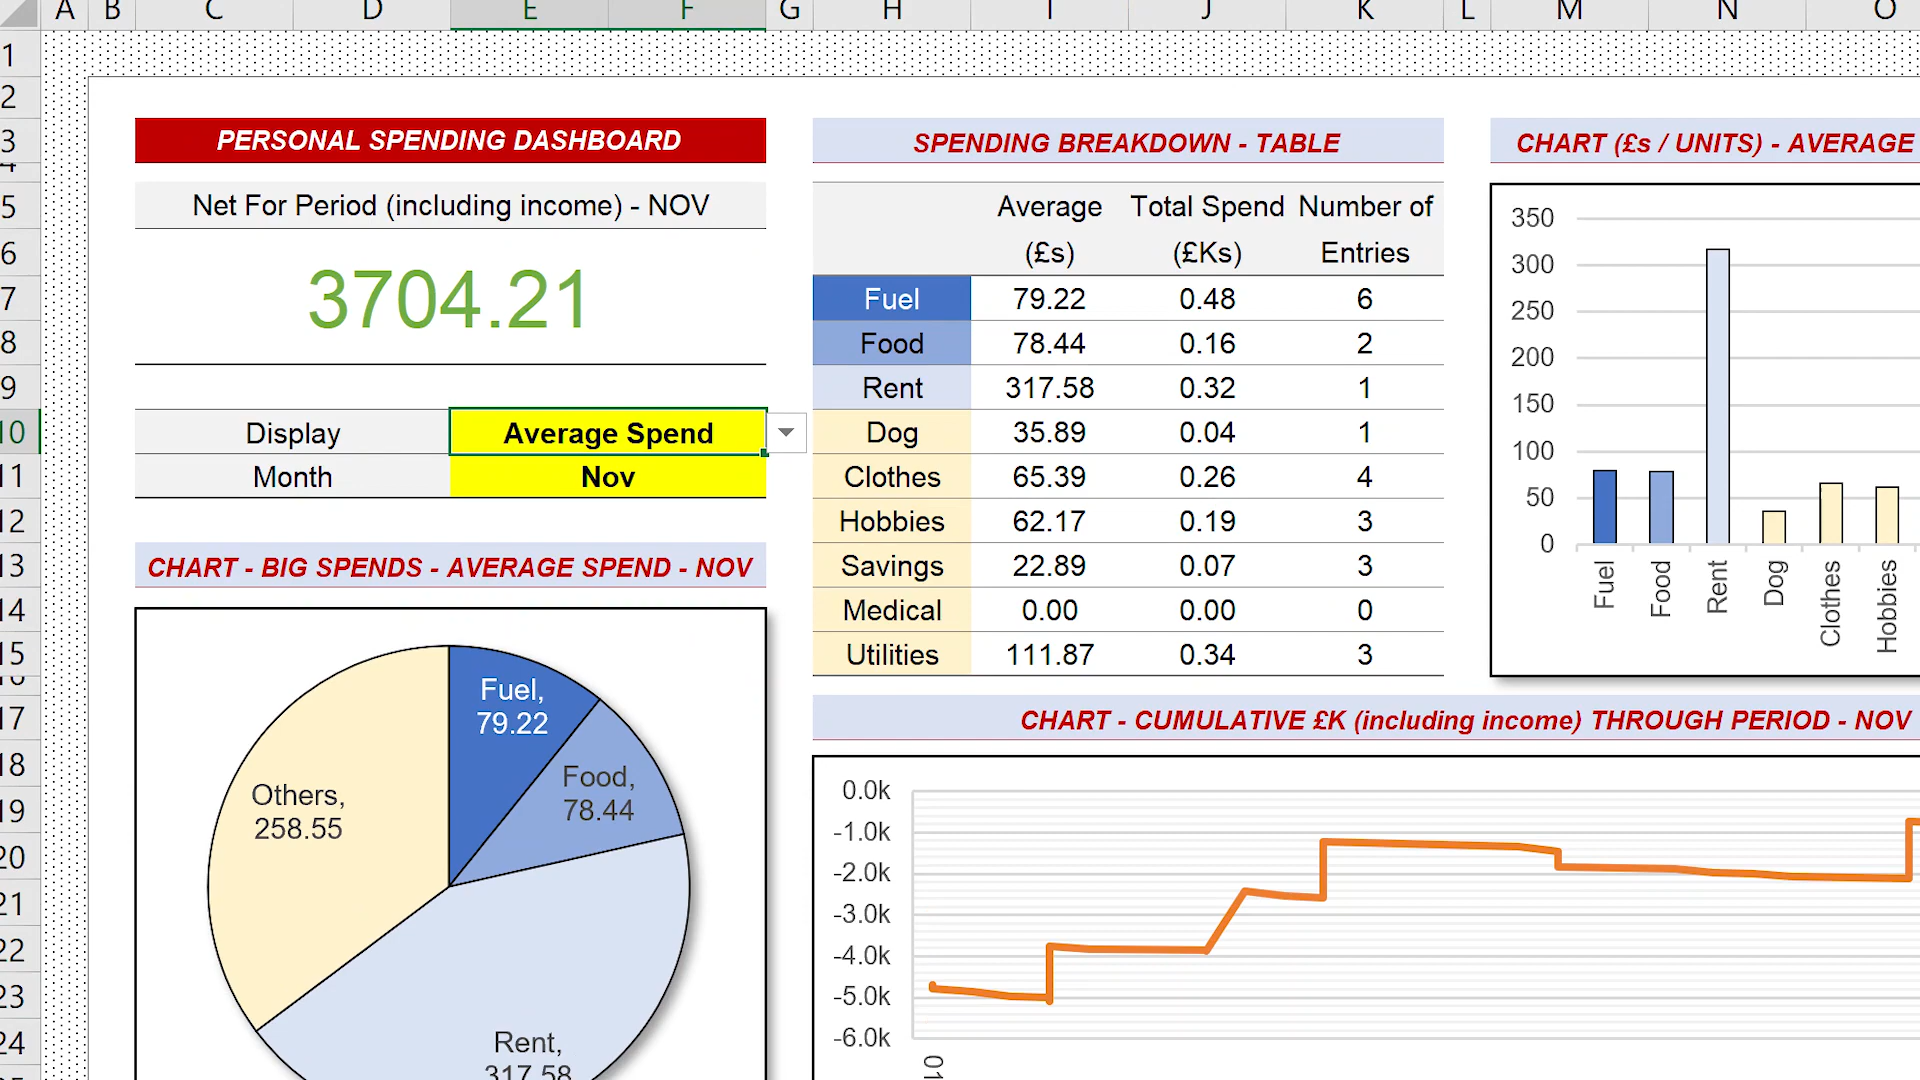 A B C D E F G H I J K L M N O
1
2
3
4
5
6
7
8
9
10
11
12
13
14
15
16
17
18
19
20
21
22
23
24
PERSONAL SPENDING DASHBOARD
Net For Period (including income) - NOV
3704.21
Display Average Spend
Month Nov
CHART - BIG SPENDS - AVERAGE SPEND - NOV
Fuel,
79.22
Food,
78.44
Others,
258.55
Rent,
317.58
SPENDING BREAKDOWN - TABLE
Average Total Spend Number of
(£s) (£Ks) Entries
Fuel 79.22 0.48 6
Food 78.44 0.16 2
Rent 317.58 0.32 1
Dog 35.89 0.04 1
Clothes 65.39 0.26 4
Hobbies 62.17 0.19 3
Savings 22.89 0.07 3
Medical 0.00 0.00 0
Utilities 111.87 0.34 3
CHART (£s / UNITS) - AVERAGE
350
300
250
200
150
100
50
0
Fuel
Food
Rent
Dog
Clothes
Hobbies
CHART - CUMULATIVE £K (including income) THROUGH PERIOD - NOV
0.0k
-1.0k
-2.0k
-3.0k
-4.0k
-5.0k
-6.0k
01